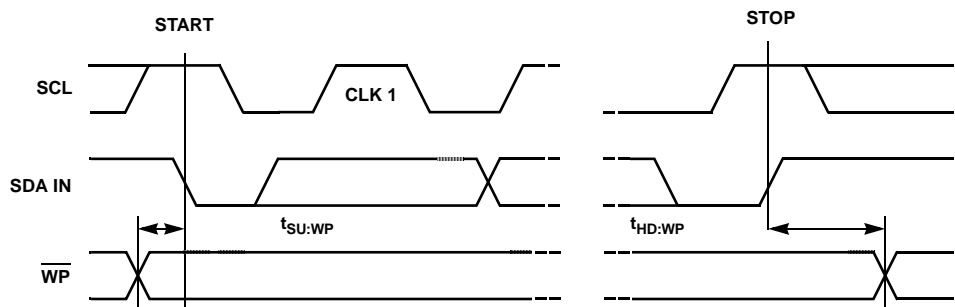 START
STOP
SCL
CLK 1
SDA IN
tSU:WP
tHD:WP
WP